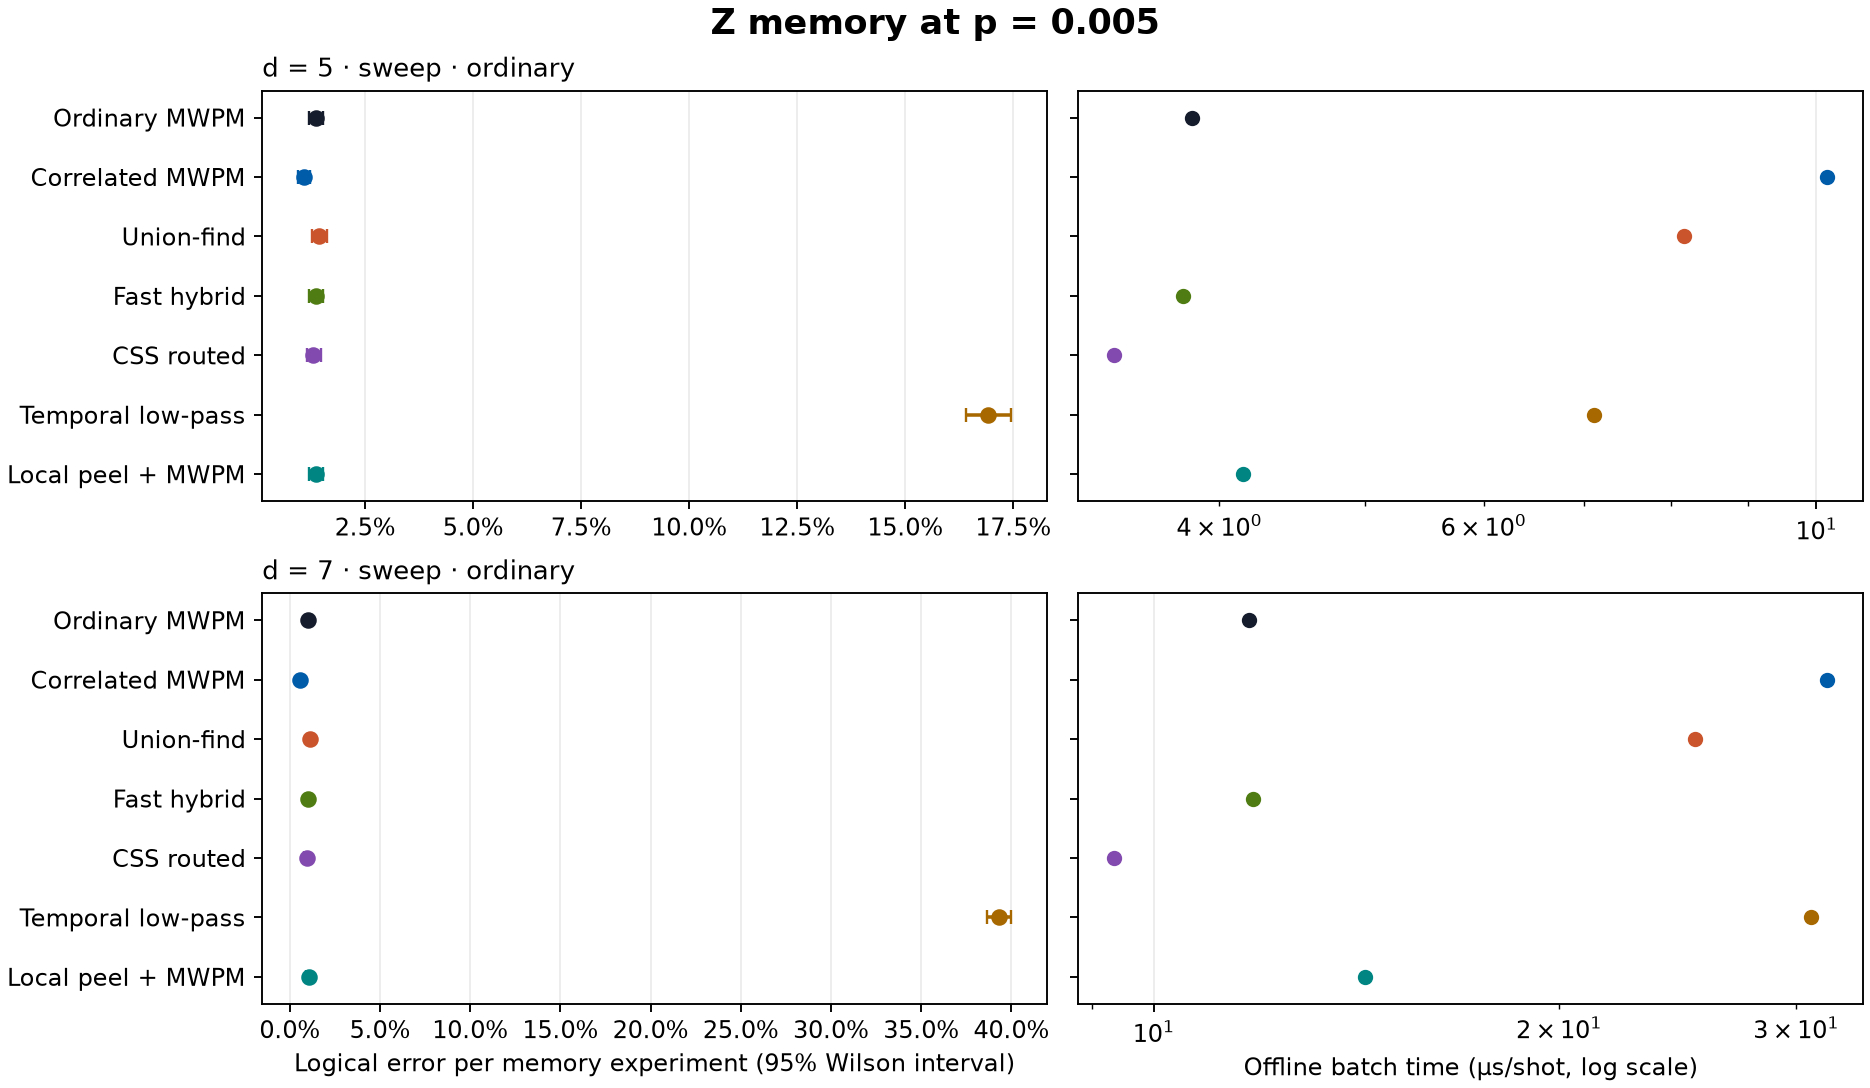 Z memory at p = 0.005
d = 5 · sweep · ordinary
Ordinary MWPM
Correlated MWPM
Union-find
Fast hybrid
CSS routed
Temporal low-pass
Local peel + MWPM
2.5% 5.0% 7.5% 10.0% 12.5% 15.0% 17.5%
4 × 10⁰ 6 × 10⁰ 10¹
d = 7 · sweep · ordinary
Ordinary MWPM
Correlated MWPM
Union-find
Fast hybrid
CSS routed
Temporal low-pass
Local peel + MWPM
0.0% 5.0% 10.0% 15.0% 20.0% 25.0% 30.0% 35.0% 40.0%
Logical error per memory experiment (95% Wilson interval)
10¹ 2 × 10¹ 3 × 10¹
Offline batch time (µs/shot, log scale)